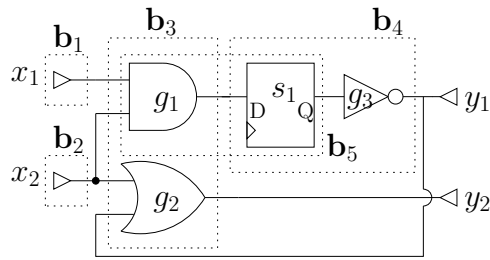 b₁ b₃ b₄
x₁ g₁ D s₁ Q g₃ y₁
b₂ b₅
x₂ g₂ y₂